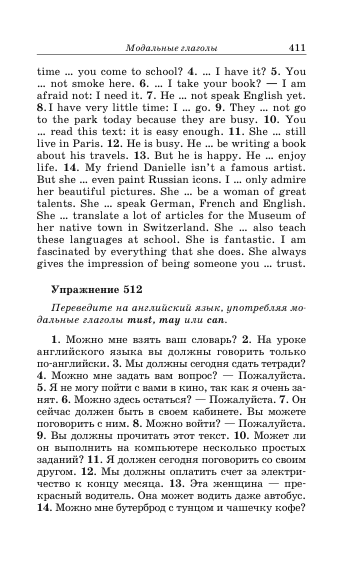 Модальные глаголы 411
time ... you come to school? 4. ... I have it? 5. You
... not smoke here. 6. ... I take your book? — I am
afraid not: I need it. 7. He ... not speak English yet.
8. I have very little time: I ... go. 9. They ... not go
to the park today because they are busy. 10. You
... read this text: it is easy enough. 11. She ... still
live in Paris. 12. He is busy. He ... be writing a book
about his travels. 13. But he is happy. He ... enjoy
life. 14. My friend Danielle isn't a famous artist.
But she ... even paint Russian icons. I ... only admire
her beautiful pictures. She ... be a woman of great
talents. She ... speak German, French and English.
She ... translate a lot of articles for the Museum of
her native town in Switzerland. She ... also teach
these languages at school. She is fantastic. I am
fascinated by everything that she does. She always
gives the impression of being someone you ... trust.
Упражнение 512
Переведите на английский язык, употребляя мо-
дальные глаголы must, may или can.
1. Можно мне взять ваш словарь? 2. На уроке
английского языка вы должны говорить только
по-английски. 3. Мы должны сегодня сдать тетради?
4. Можно мне задать вам вопрос? — Пожалуйста.
5. Я не могу пойти с вами в кино, так как я очень за-
нят. 6. Можно здесь остаться? — Пожалуйста. 7. Он
сейчас должен быть в своем кабинете. Вы можете
поговорить с ним. 8. Можно войти? — Пожалуйста.
9. Вы должны прочитать этот текст. 10. Может ли
он выполнить на компьютере несколько простых
заданий? 11. Я должен сегодня поговорить со своим
другом. 12. Мы должны оплатить счет за электри-
чество к концу месяца. 13. Эта женщина — пре-
красный водитель. Она может водить даже автобус.
14. Можно мне бутерброд с тунцом и чашечку кофе?